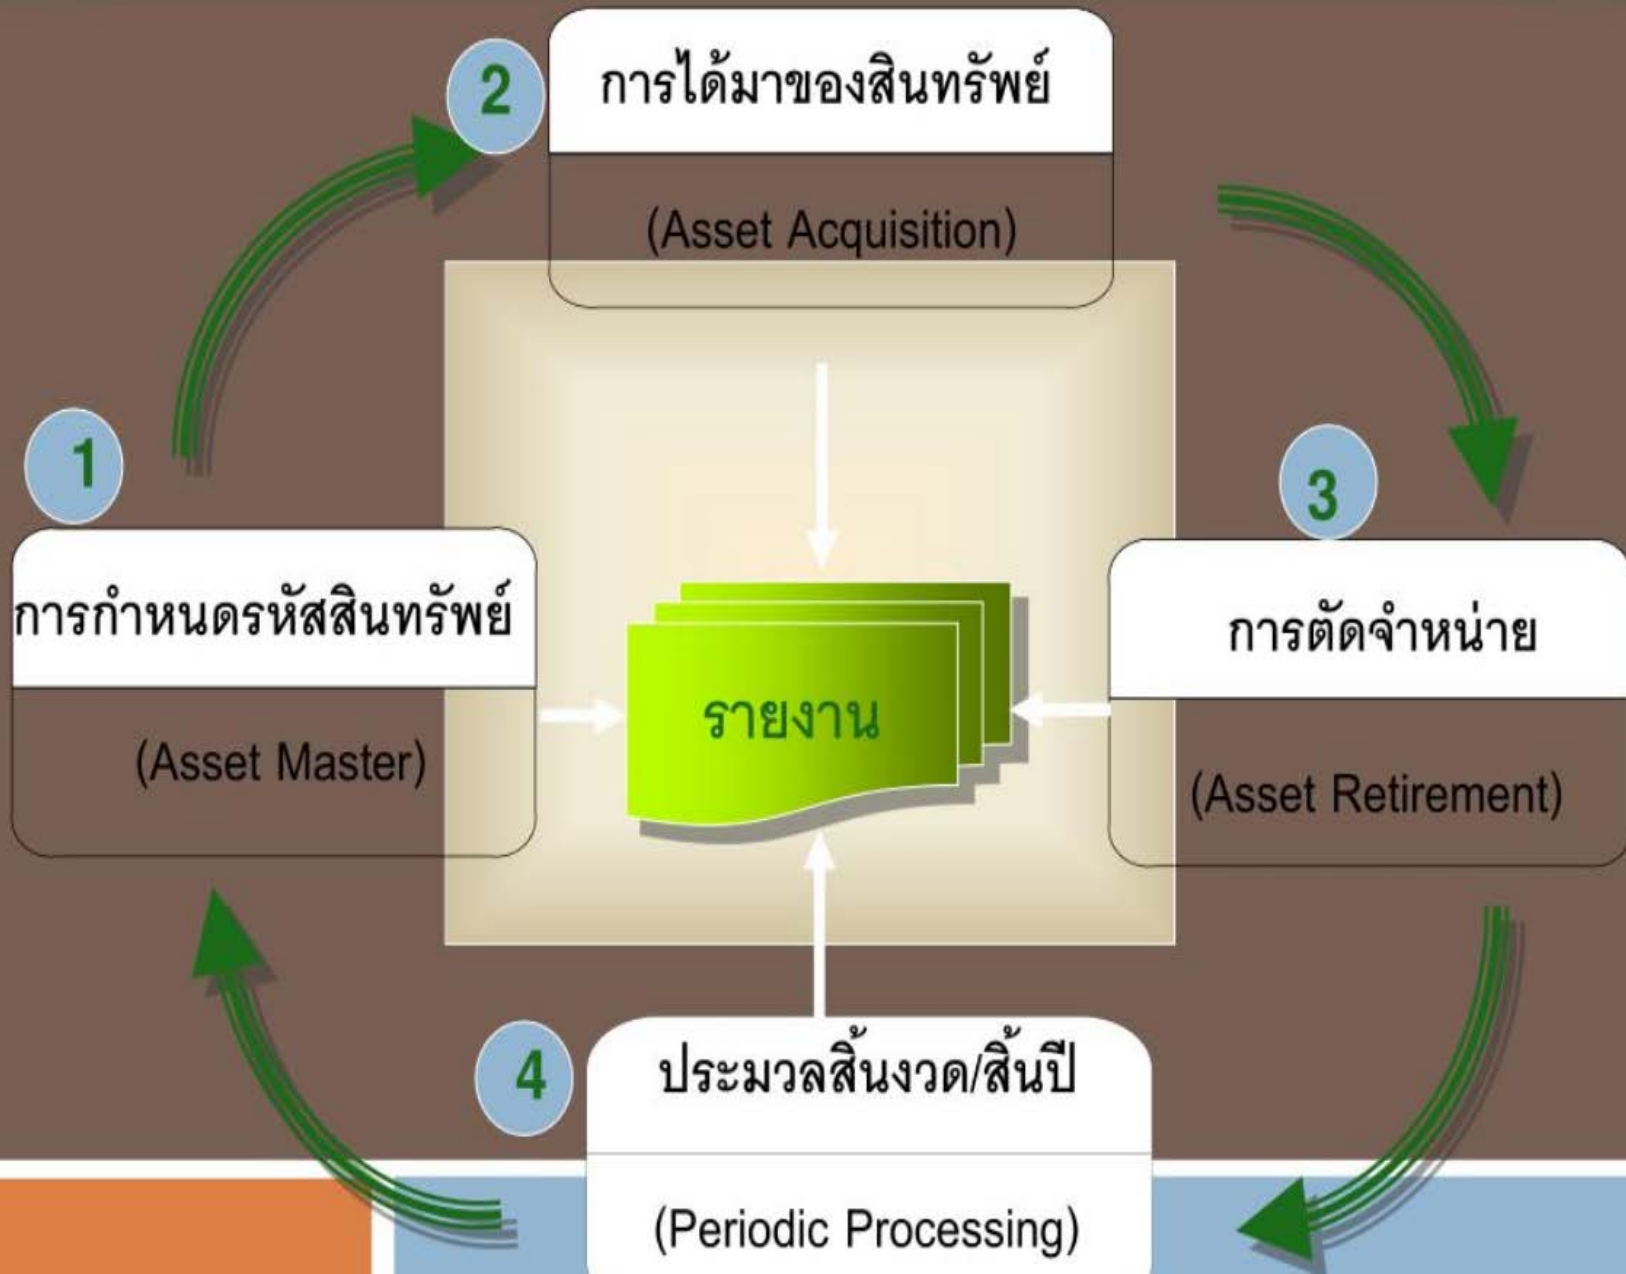 2
การได้มาของสินทรัพย์
(Asset Acquisition)
1
การกำหนดรหัสสินทรัพย์
(Asset Master)
รายงาน
3
การตัดจำหน่าย
(Asset Retirement)
4
ประมวลสิ้นงวด/สิ้นปี
(Periodic Processing)